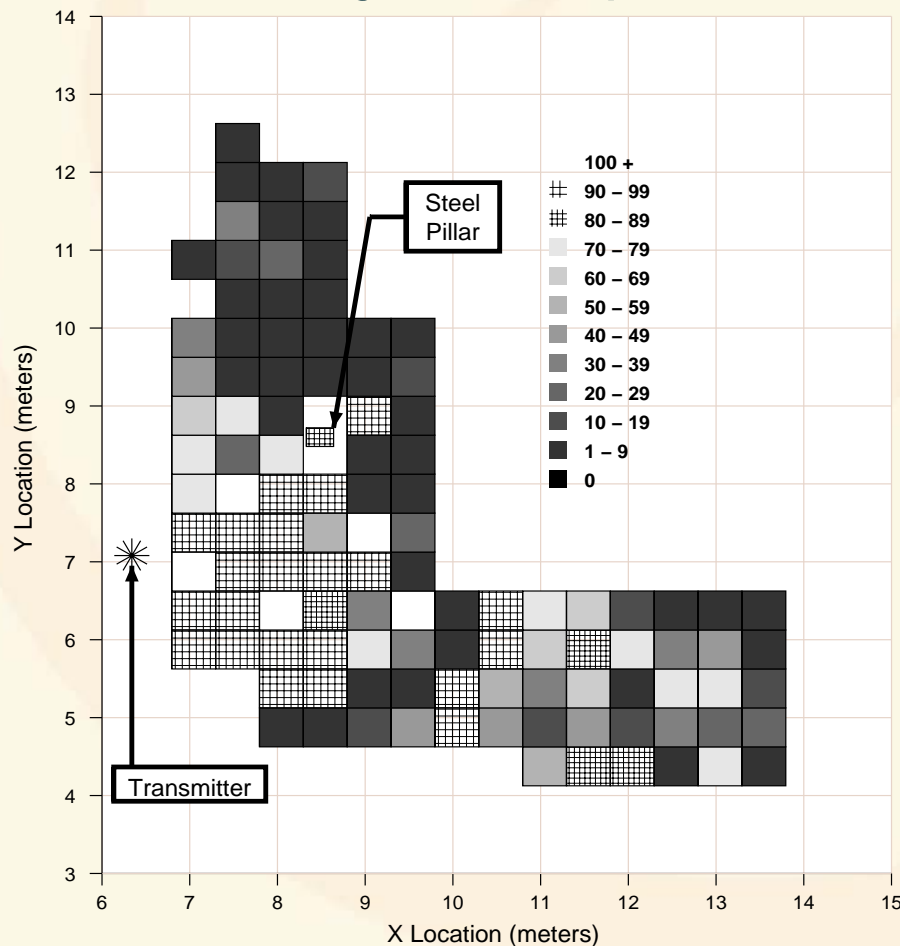 14
13
12
11
10
9
8
7
6
5
4
3
6
7
8
9
10
11
12
13
14
15
Y Location (meters)
X Location (meters)
Steel
Pillar
Transmitter
100 +
90 – 99
80 – 89
70 – 79
60 – 69
50 – 59
40 – 49
30 – 39
20 – 29
10 – 19
1 – 9
0